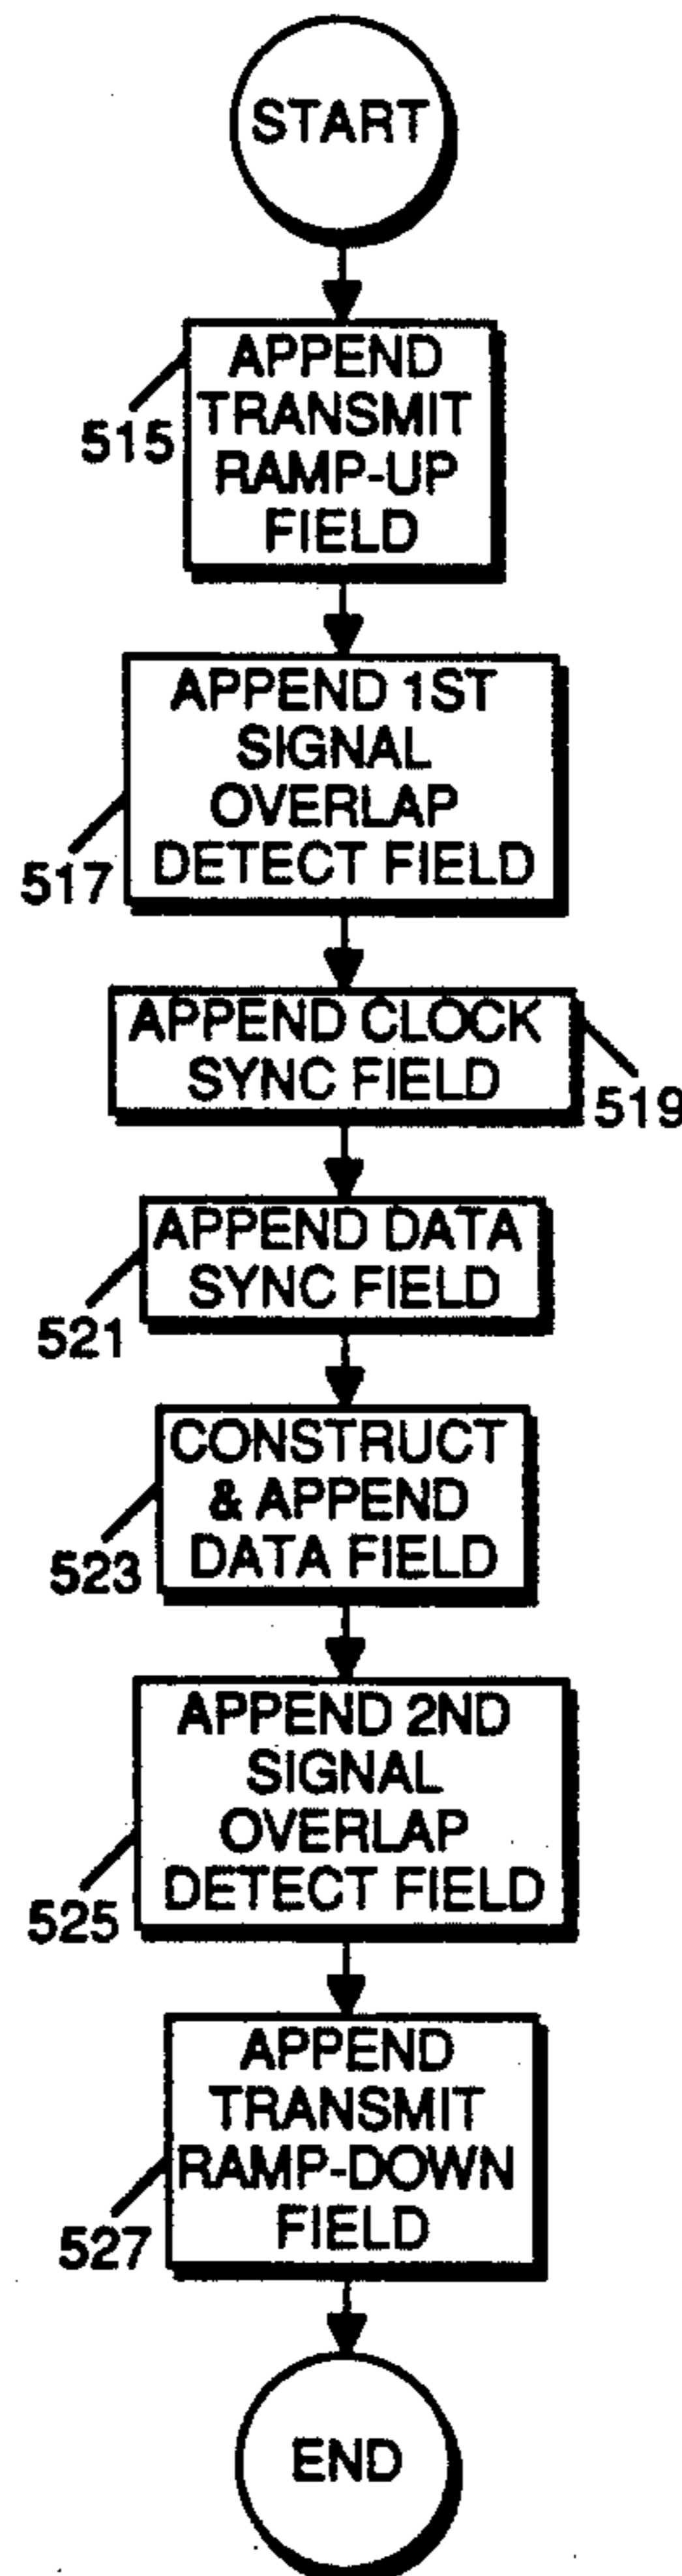 START
APPEND
TRANSMIT
RAMP-UP
FIELD
515
APPEND 1ST
SIGNAL
OVERLAP
DETECT FIELD
517
APPEND CLOCK
SYNC FIELD
519
APPEND DATA
SYNC FIELD
521
CONSTRUCT
& APPEND
DATA FIELD
523
APPEND 2ND
SIGNAL
OVERLAP
DETECT FIELD
525
APPEND
TRANSMIT
RAMP-DOWN
FIELD
527
END